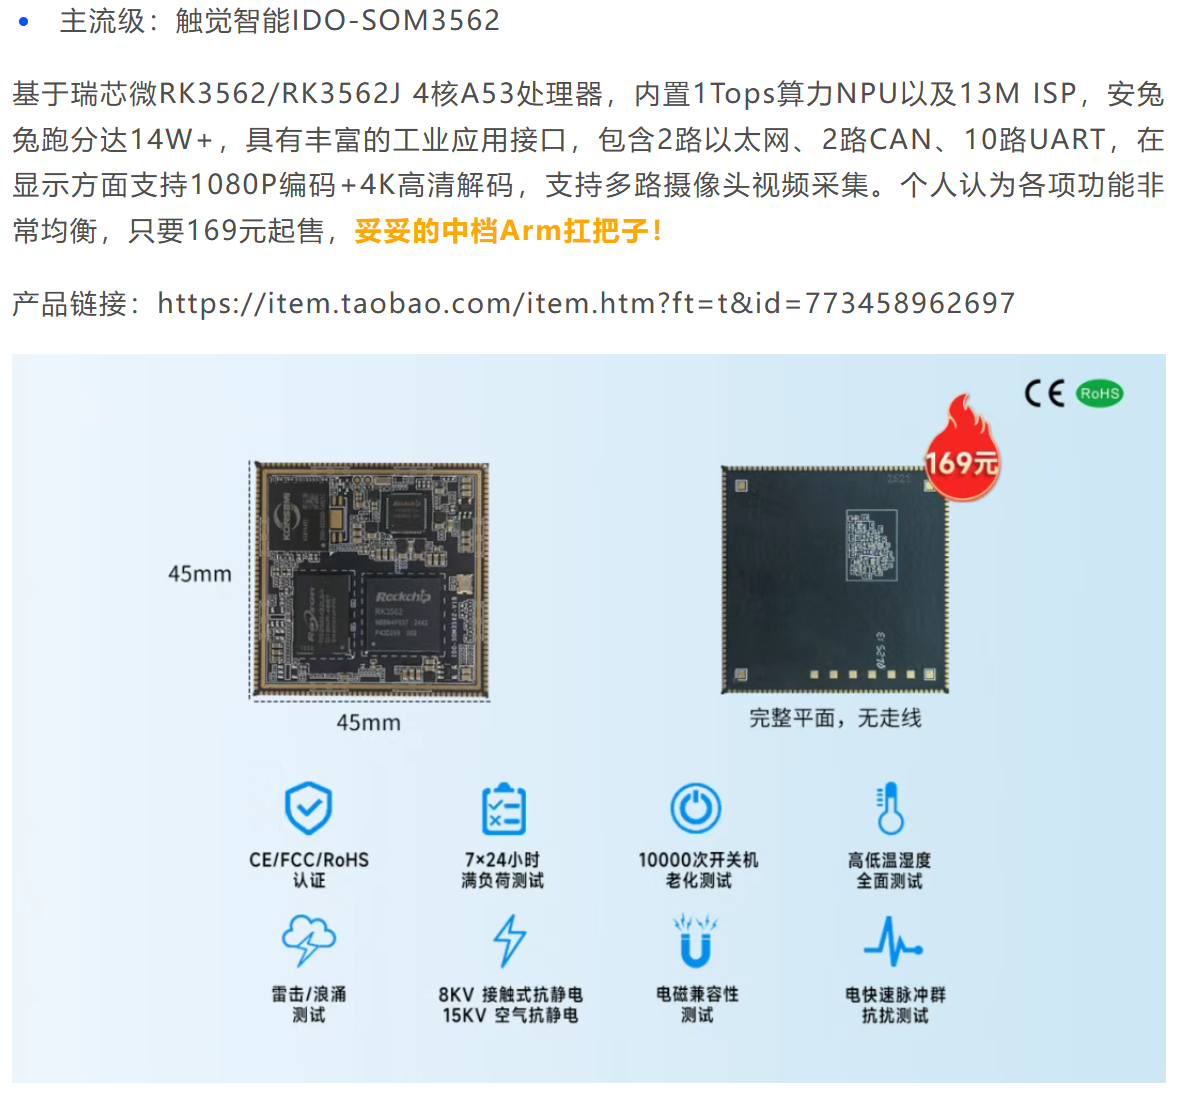 主流级：触觉智能IDO-SOM3562
基于瑞芯微RK3562/RK3562J 4核A53处理器，内置1Tops算力NPU以及13M ISP，安兔
兔跑分达14W+，具有丰富的工业应用接口，包含2路以太网、2路CAN、10路UART，在
显示方面支持1080P编码+4K高清解码，支持多路摄像头视频采集。个人认为各项功能非
常均衡，只要169元起售，妥妥的中档Arm扛把子！
产品链接：https://item.taobao.com/item.htm?ft=t&id=773458962697
CE RoHS
169元
2621
KOWIN
Rockchip
45mm
Rayson
Rockchip
RK3562
IDO-SOM3562-V1B
45mm
完整平面，无走线
CE/FCC/RoHS
认证
7×24小时
满负荷测试
10000次开关机
老化测试
高低温湿度
全面测试
雷击/浪涌
测试
8KV 接触式抗静电
15KV 空气抗静电
电磁兼容性
测试
电快速脉冲群
抗扰测试